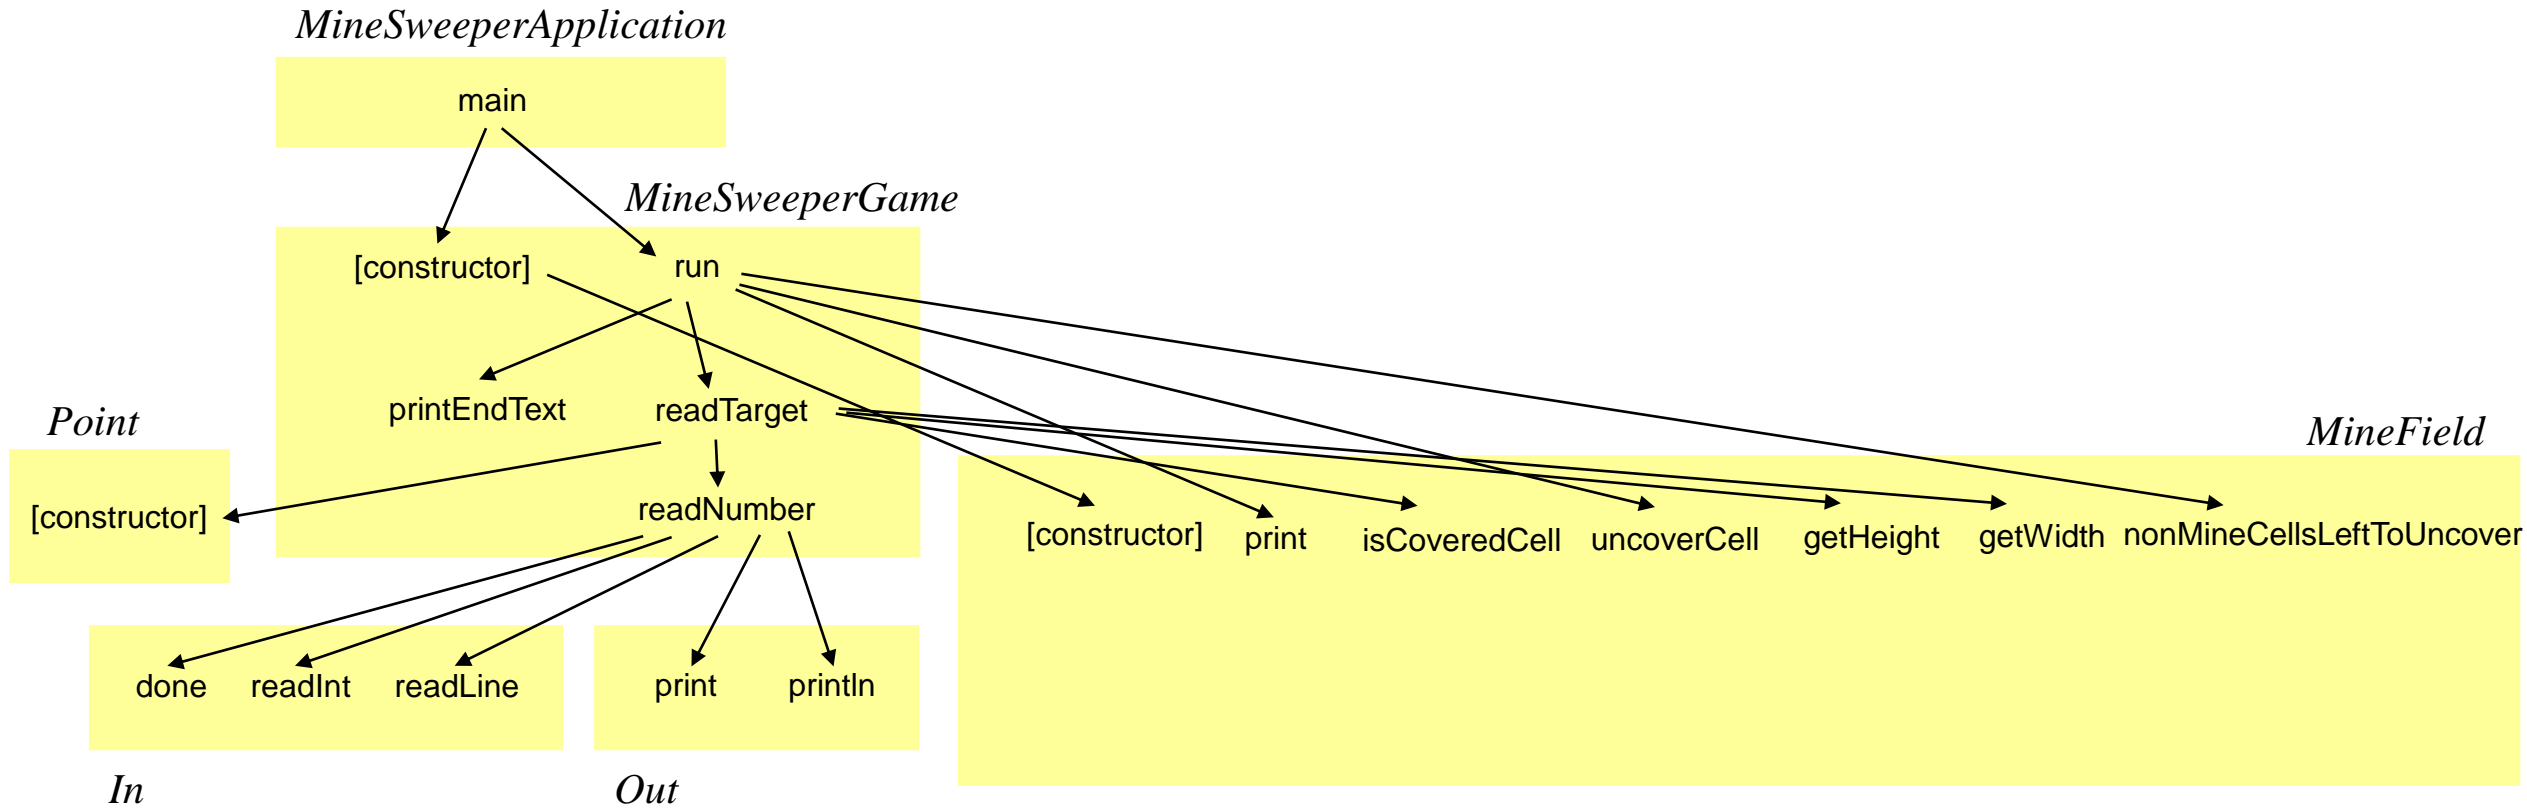 MineSweeperApplication
main
MineSweeperGame
[constructor]
run
printEndText
readTarget
Point
MineField
[constructor]
readNumber
[constructor]
print
isCoveredCell
uncoverCell
getHeight
getWidth
nonMineCellsLeftToUncover
done
readInt
readLine
print
println
In
Out